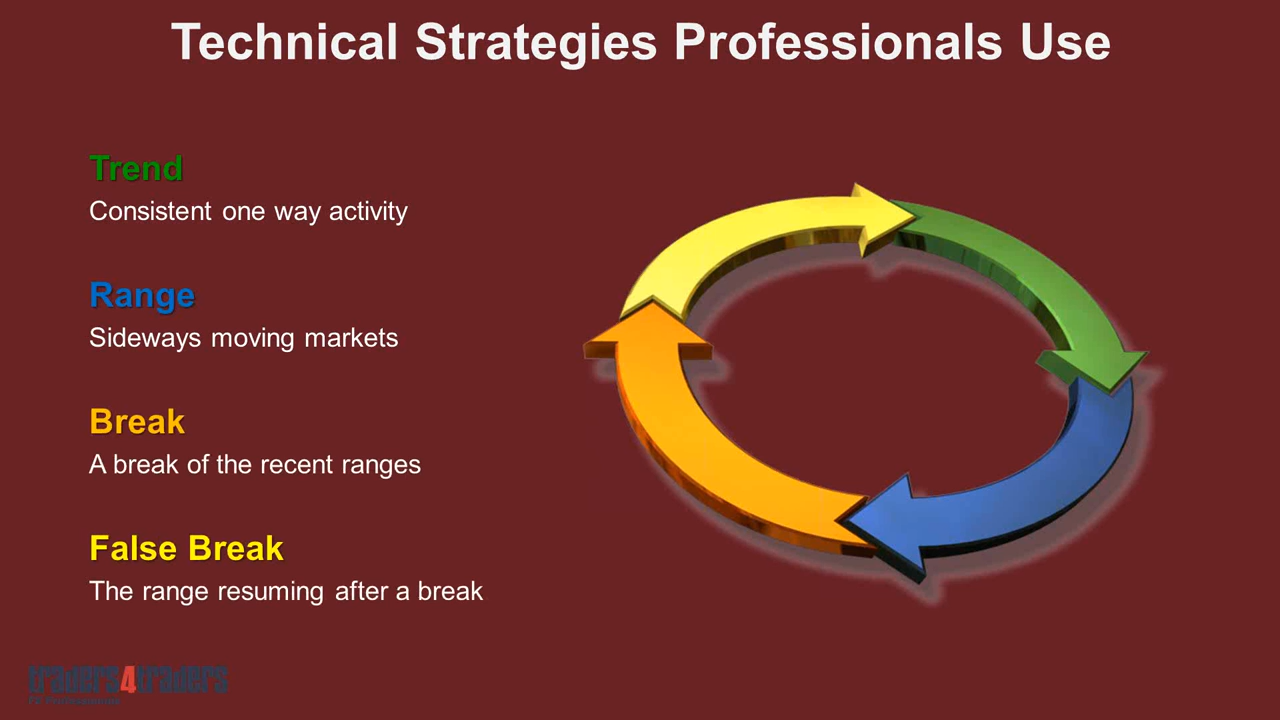 Technical Strategies Professionals Use
Trend
Consistent one way activity
Range
Sideways moving markets
Break
A break of the recent ranges
False Break
The range resuming after a break
traders4traders